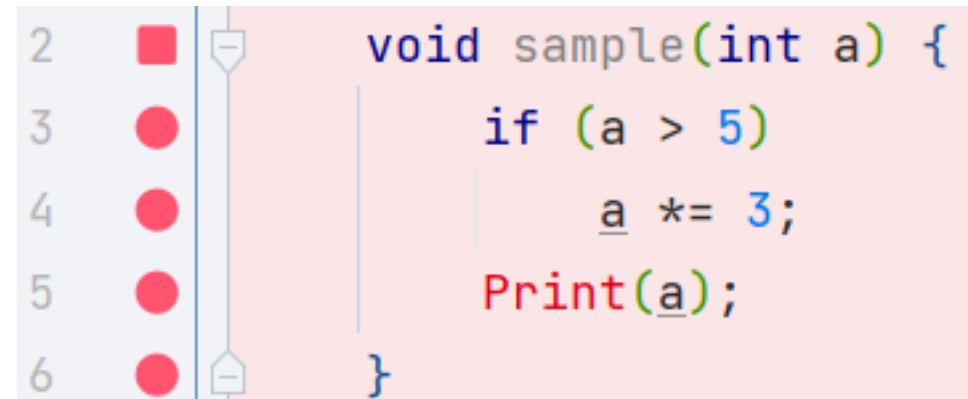 2 void sample(int a) {
3 if (a > 5)
4 a *= 3;
5 Print(a);
6 }